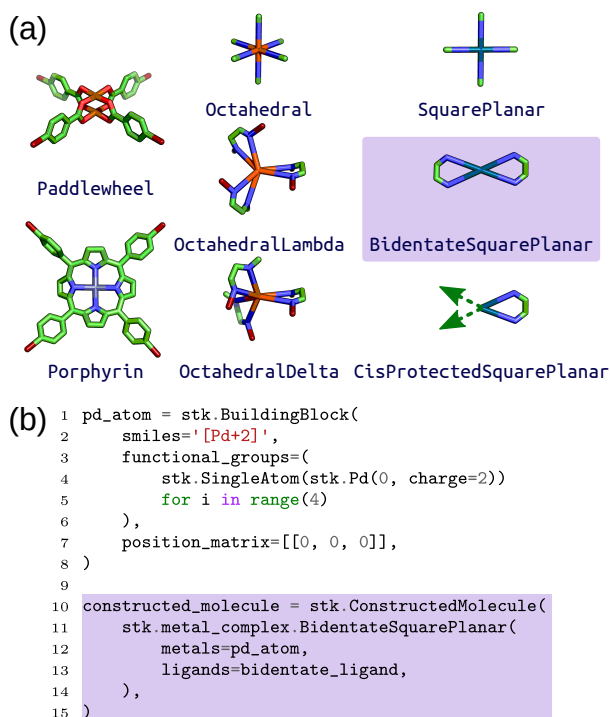 (a)
Octahedral
SquarePlanar
Paddlewheel
OctahedralLambda
BidentateSquarePlanar
Porphyrin
OctahedralDelta
CisProtectedSquarePlanar
(b)
1 pd_atom = stk.BuildingBlock(
2 smiles='[Pd+2]',
3 functional_groups=(
4 stk.SingleAtom(stk.Pd(0, charge=2))
5 for i in range(4)
6 ),
7 position_matrix=[[0, 0, 0]],
8 )
9
10 constructed_molecule = stk.ConstructedMolecule(
11 stk.metal_complex.BidentateSquarePlanar(
12 metals=pd_atom,
13 ligands=bidentate_ligand,
14 ),
15 )